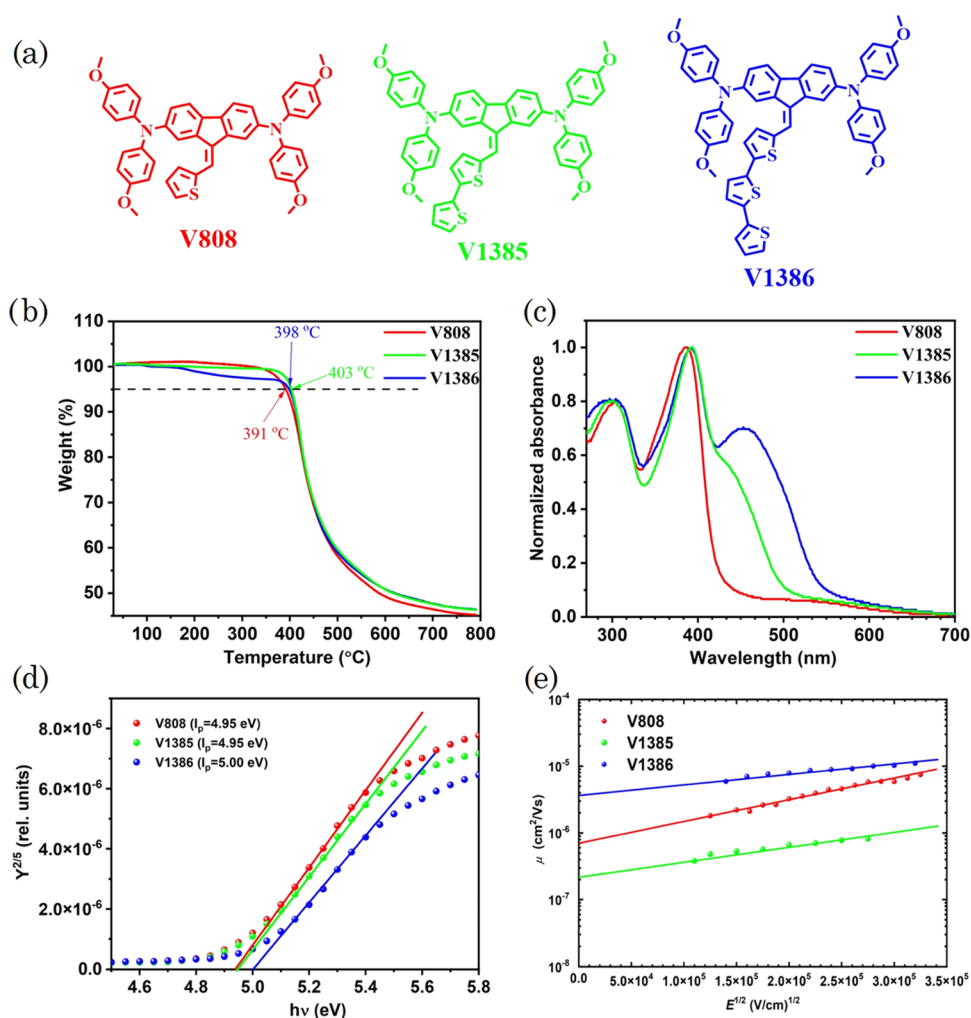 (a)
O
O
N
N
O
O
S
V808
O
O
N
N
O
O
S
S
V1385
O
O
N
N
O
O
S
S
S
V1386
(b)
110
100
90
80
70
60
50
100 200 300 400 500 600 700 800
Weight (%)
Temperature (°C)
V808
V1385
V1386
398 °C
403 °C
391 °C
(c)
1.0
0.8
0.6
0.4
0.2
0.0
300 400 500 600 700
Normalized absorbance
Wavelength (nm)
V808
V1385
V1386
(d)
8.0×10⁻⁶
6.0×10⁻⁶
4.0×10⁻⁶
2.0×10⁻⁶
0.0
4.6 4.8 5.0 5.2 5.4 5.6 5.8
Y^2/5 (rel. units)
hν (eV)
V808 (Iₚ=4.95 eV)
V1385 (Iₚ=4.95 eV)
V1386 (Iₚ=5.00 eV)
(e)
10⁻⁴
10⁻⁵
10⁻⁶
10⁻⁷
10⁻⁸
0.0 5.0×10⁴ 1.0×10⁵ 1.5×10⁵ 2.0×10⁵ 2.5×10⁵ 3.0×10⁵ 3.5×10⁵
μ (cm²/Vs)
E^1/2 (V/cm)^1/2
V808
V1385
V1386